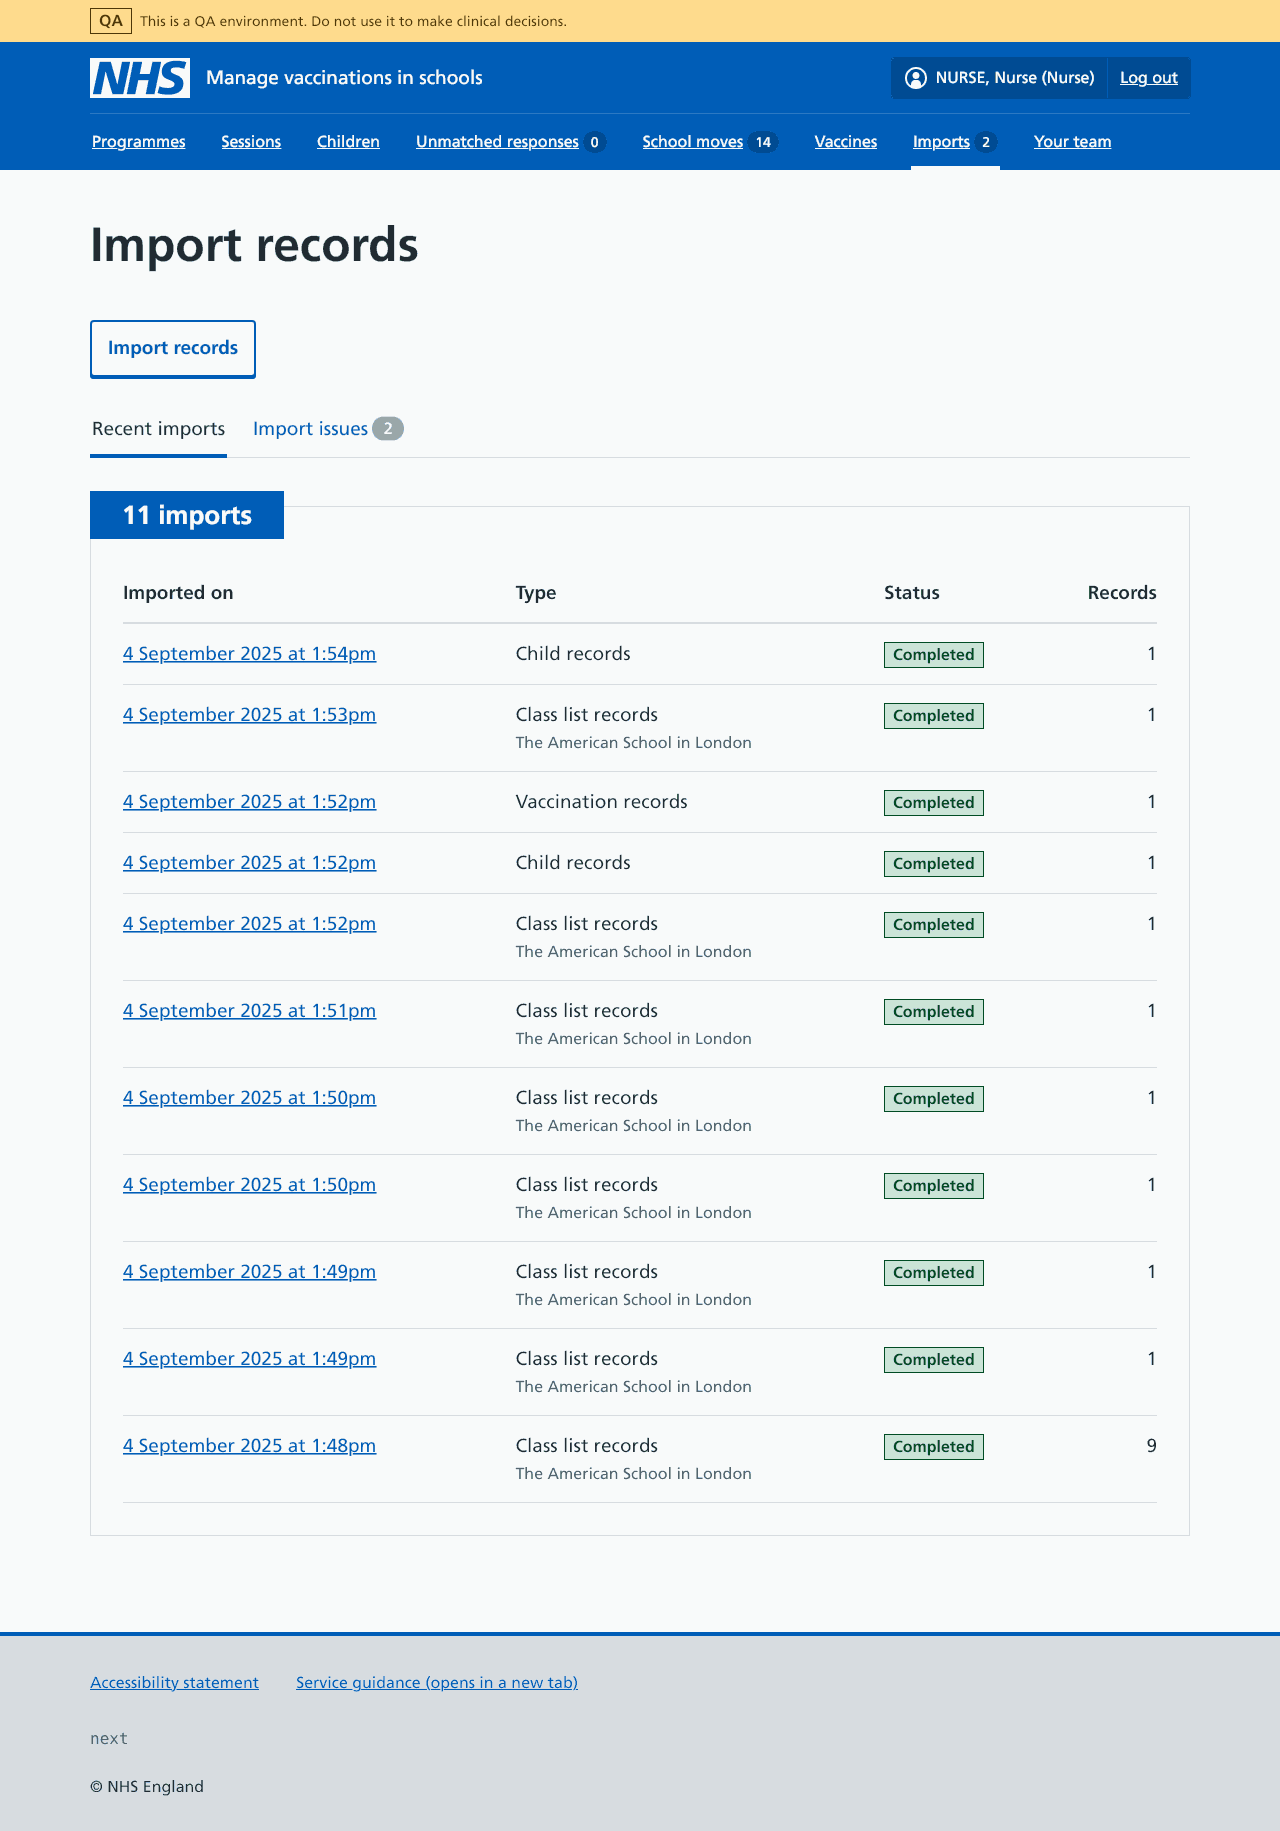 QA This is a QA environment. Do not use it to make clinical decisions.
NHS Manage vaccinations in schools NURSE, Nurse (Nurse) Log out
Programmes Sessions Children Unmatched responses 0 School moves 14 Vaccines Imports 2 Your team
Import records
Import records
Recent imports Import issues 2
11 imports
Imported on Type Status Records
4 September 2025 at 1:54pm Child records Completed 1
4 September 2025 at 1:53pm Class list records Completed 1
The American School in London
4 September 2025 at 1:52pm Vaccination records Completed 1
4 September 2025 at 1:52pm Child records Completed 1
4 September 2025 at 1:52pm Class list records Completed 1
The American School in London
4 September 2025 at 1:51pm Class list records Completed 1
The American School in London
4 September 2025 at 1:50pm Class list records Completed 1
The American School in London
4 September 2025 at 1:50pm Class list records Completed 1
The American School in London
4 September 2025 at 1:49pm Class list records Completed 1
The American School in London
4 September 2025 at 1:49pm Class list records Completed 1
The American School in London
4 September 2025 at 1:48pm Class list records Completed 9
The American School in London
Accessibility statement Service guidance (opens in a new tab)
next
© NHS England